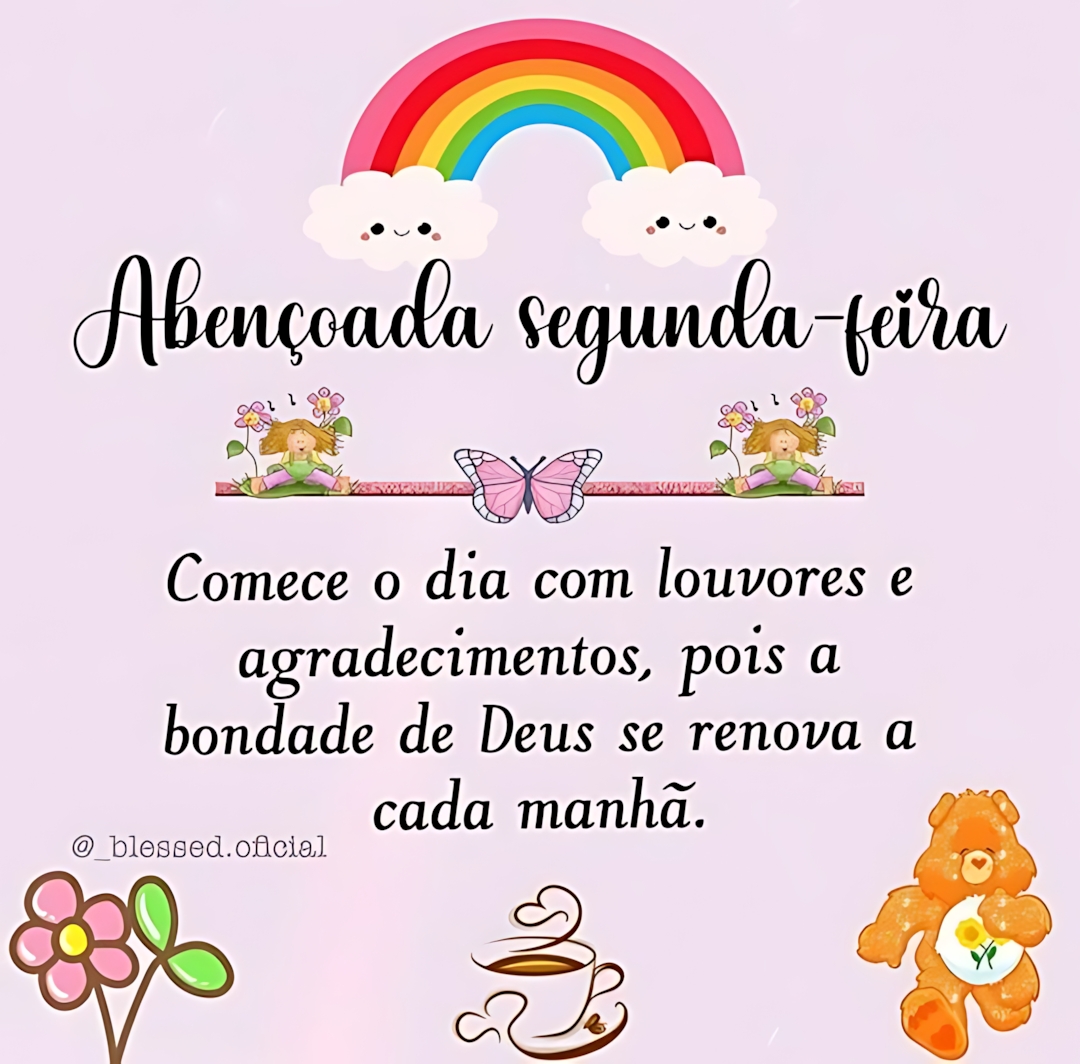 Abençoada segunda-feira
Comece o dia com louvores e
agradecimentos, pois a
bondade de Deus se renova a
cada manhã.
@_blessed.oficial